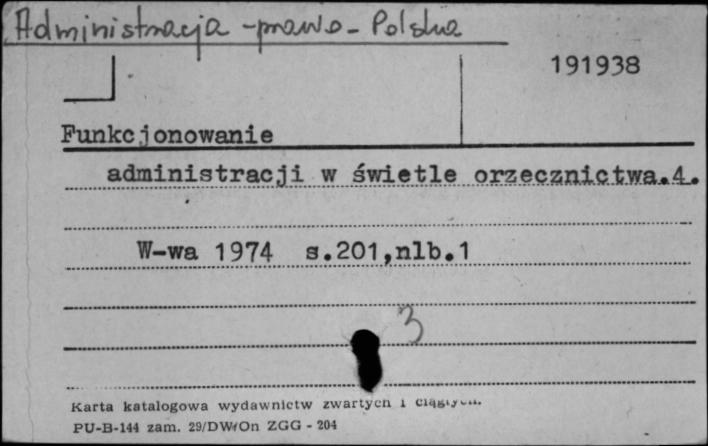 Administracja - prawo - Polska
191938
Funkcjonowanie
administracji w świetle orzecznictwa.4.
W-wa 1974 s.201,nlb.1
3
Karta katalogowa wydawnictw zwartych i ciągłych.
PU-B-144 zam. 29/DW/On ZGG - 204